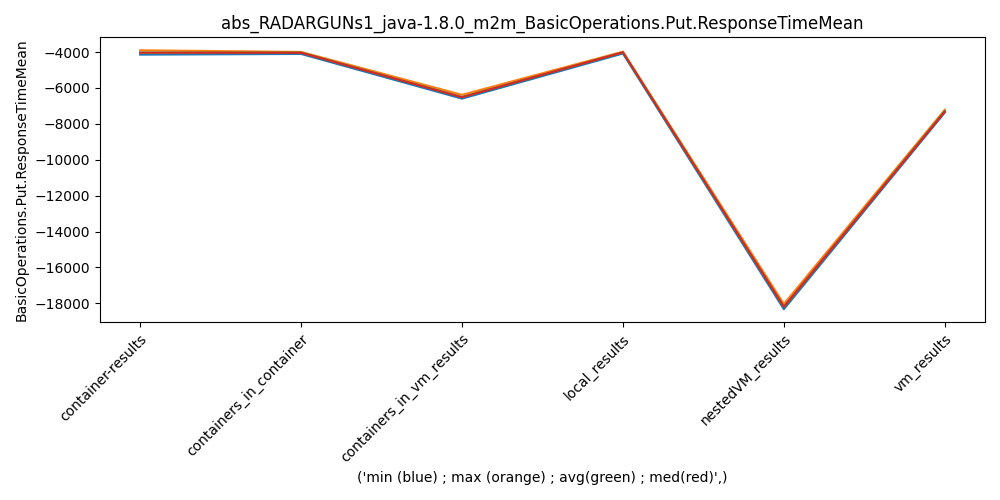 abs_RADARGUNs1_java-1.8.0_m2m_BasicOperations.Put.ResponseTimeMean
BasicOperations.Put.ResponseTimeMean
−4000
−6000
−8000
−10000
−12000
−14000
−16000
−18000
container-results
containers_in_container
containers_in_vm_results
local_results
nestedVM_results
vm_results
('min (blue) ; max (orange) ; avg(green) ; med(red)',)